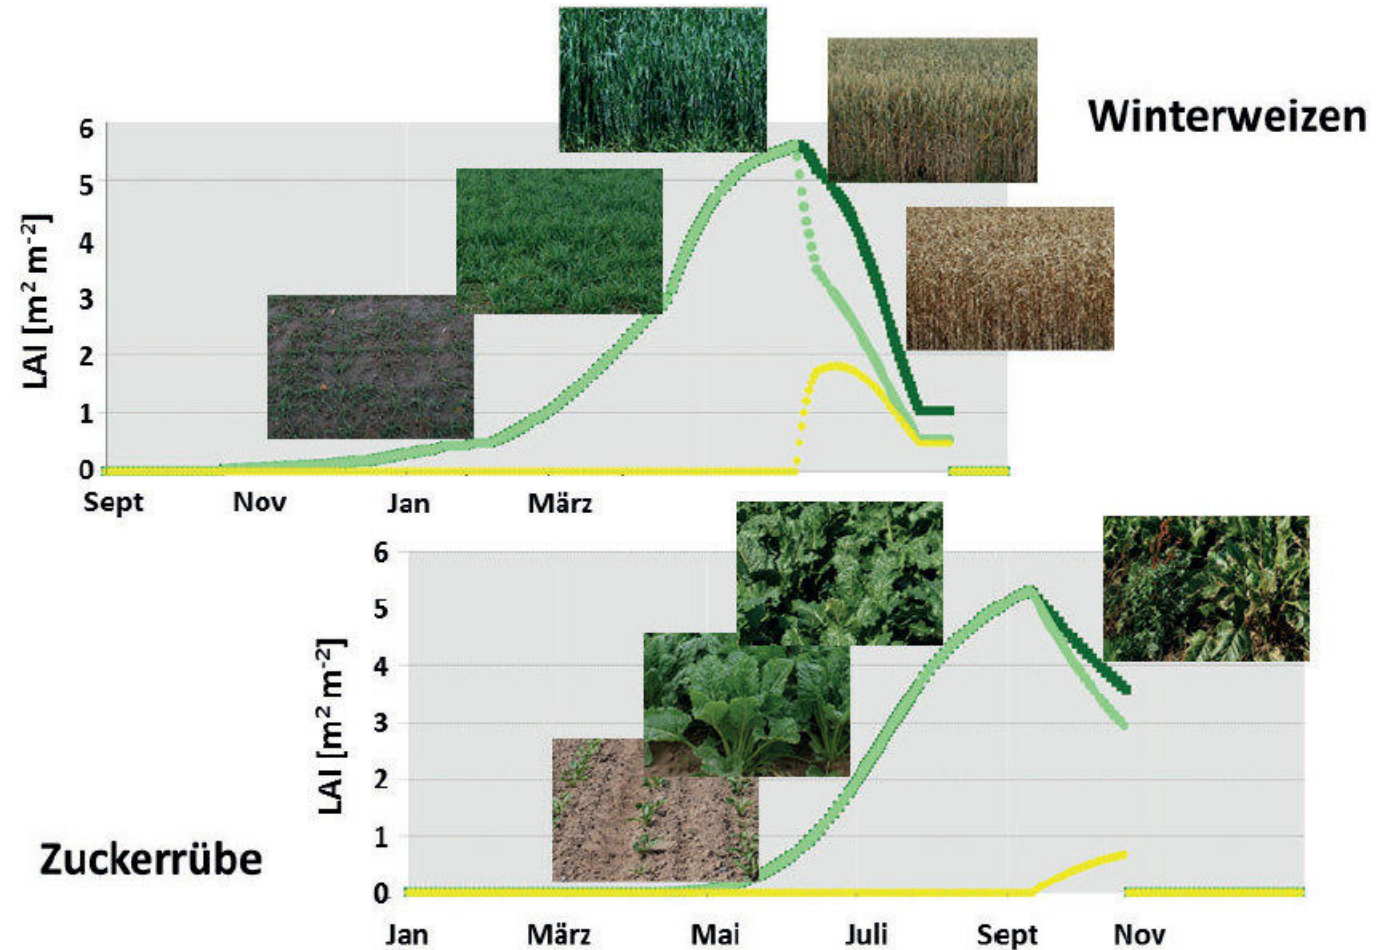 Winterweizen
6
5
4
3
2
1
0
LAI [m² m⁻²]
Sept Nov Jan März
6
5
4
3
2
1
0
LAI [m² m⁻²]
Zuckerrübe
Jan März Mai Juli Sept Nov